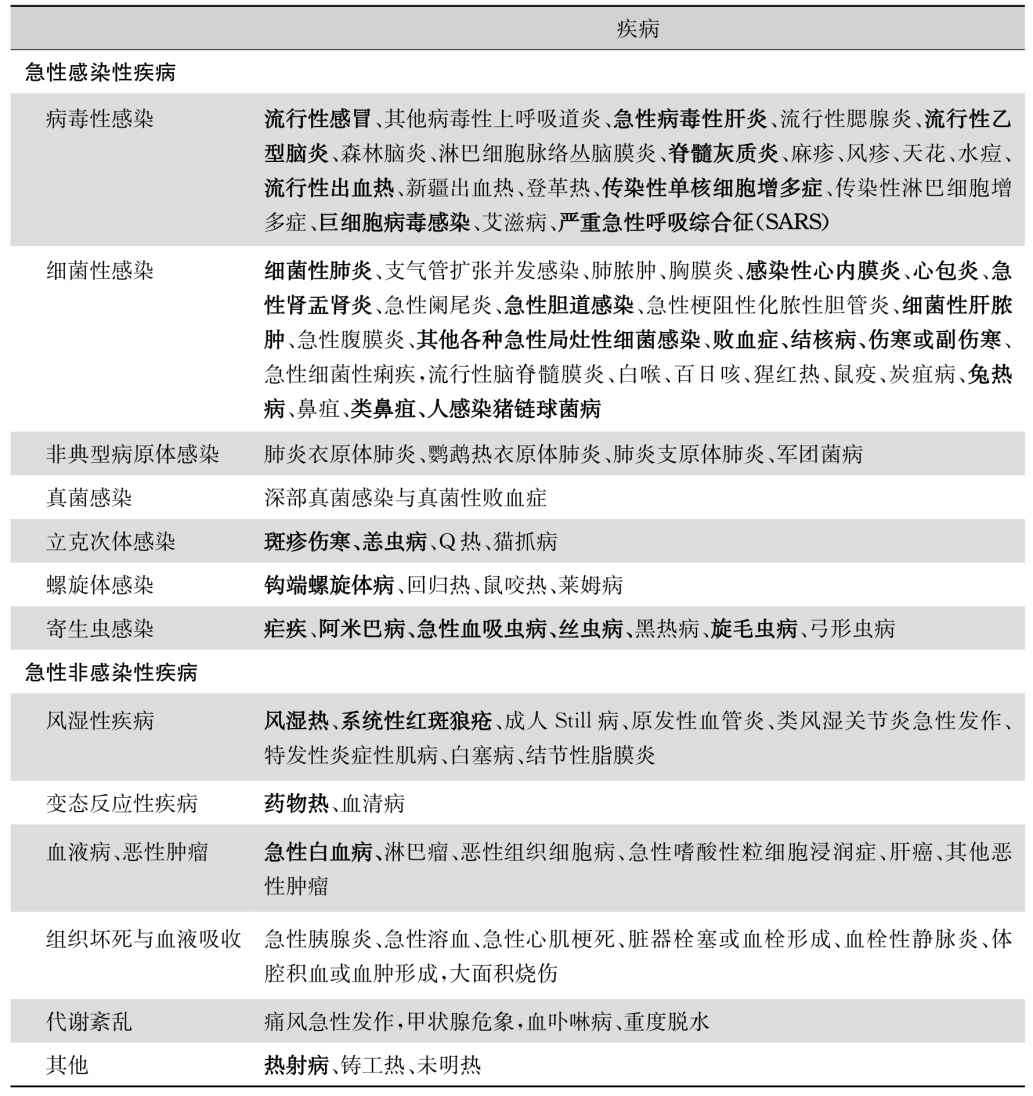 疾病
急性感染性疾病
病毒性感染 流行性感冒、其他病毒性上呼吸道炎、急性病毒性肝炎、流行性腮腺炎、流行性乙
型脑炎、森林脑炎、淋巴细胞脉络丛脑膜炎、脊髓灰质炎、麻疹、风疹、天花、水痘、
流行性出血热、新疆出血热、登革热、传染性单核细胞增多症、传染性淋巴细胞增
多症、巨细胞病毒感染、艾滋病、严重急性呼吸综合征(SARS)
细菌性感染 细菌性肺炎、支气管扩张并发感染、肺脓肿、胸膜炎、感染性心内膜炎、心包炎、急
性肾盂肾炎、急性阑尾炎、急性胆道感染、急性梗阻性化脓性胆管炎、细菌性肝脓
肿、急性腹膜炎、其他各种急性局灶性细菌感染、败血症、结核病、伤寒或副伤寒、
急性细菌性痢疾,流行性脑脊髓膜炎、白喉、百日咳、猩红热、鼠疫、炭疽病、兔热
病、鼻疽、类鼻疽、人感染猪链球菌病
非典型病原体感染 肺炎衣原体肺炎、鹦鹉热衣原体肺炎、肺炎支原体肺炎、军团菌病
真菌感染 深部真菌感染与真菌性败血症
立克次体感染 斑疹伤寒、恙虫病、Q热、猫抓病
螺旋体感染 钩端螺旋体病、回归热、鼠咬热、莱姆病
寄生虫感染 疟疾、阿米巴病、急性血吸虫病、丝虫病、黑热病、旋毛虫病、弓形虫病
急性非感染性疾病
风湿性疾病 风湿热、系统性红斑狼疮、成人 Still 病、原发性血管炎、类风湿关节炎急性发作、
特发性炎症性肌病、白塞病、结节性脂膜炎
变态反应性疾病 药物热、血清病
血液病、恶性肿瘤 急性白血病、淋巴瘤、恶性组织细胞病、急性嗜酸性粒细胞浸润症、肝癌、其他恶
性肿瘤
组织坏死与血液吸收 急性胰腺炎、急性溶血、急性心肌梗死、脏器栓塞或血栓形成、血栓性静脉炎、体
腔积血或血肿形成,大面积烧伤
代谢紊乱 痛风急性发作,甲状腺危象,血卟啉病、重度脱水
其他 热射病、铸工热、未明热